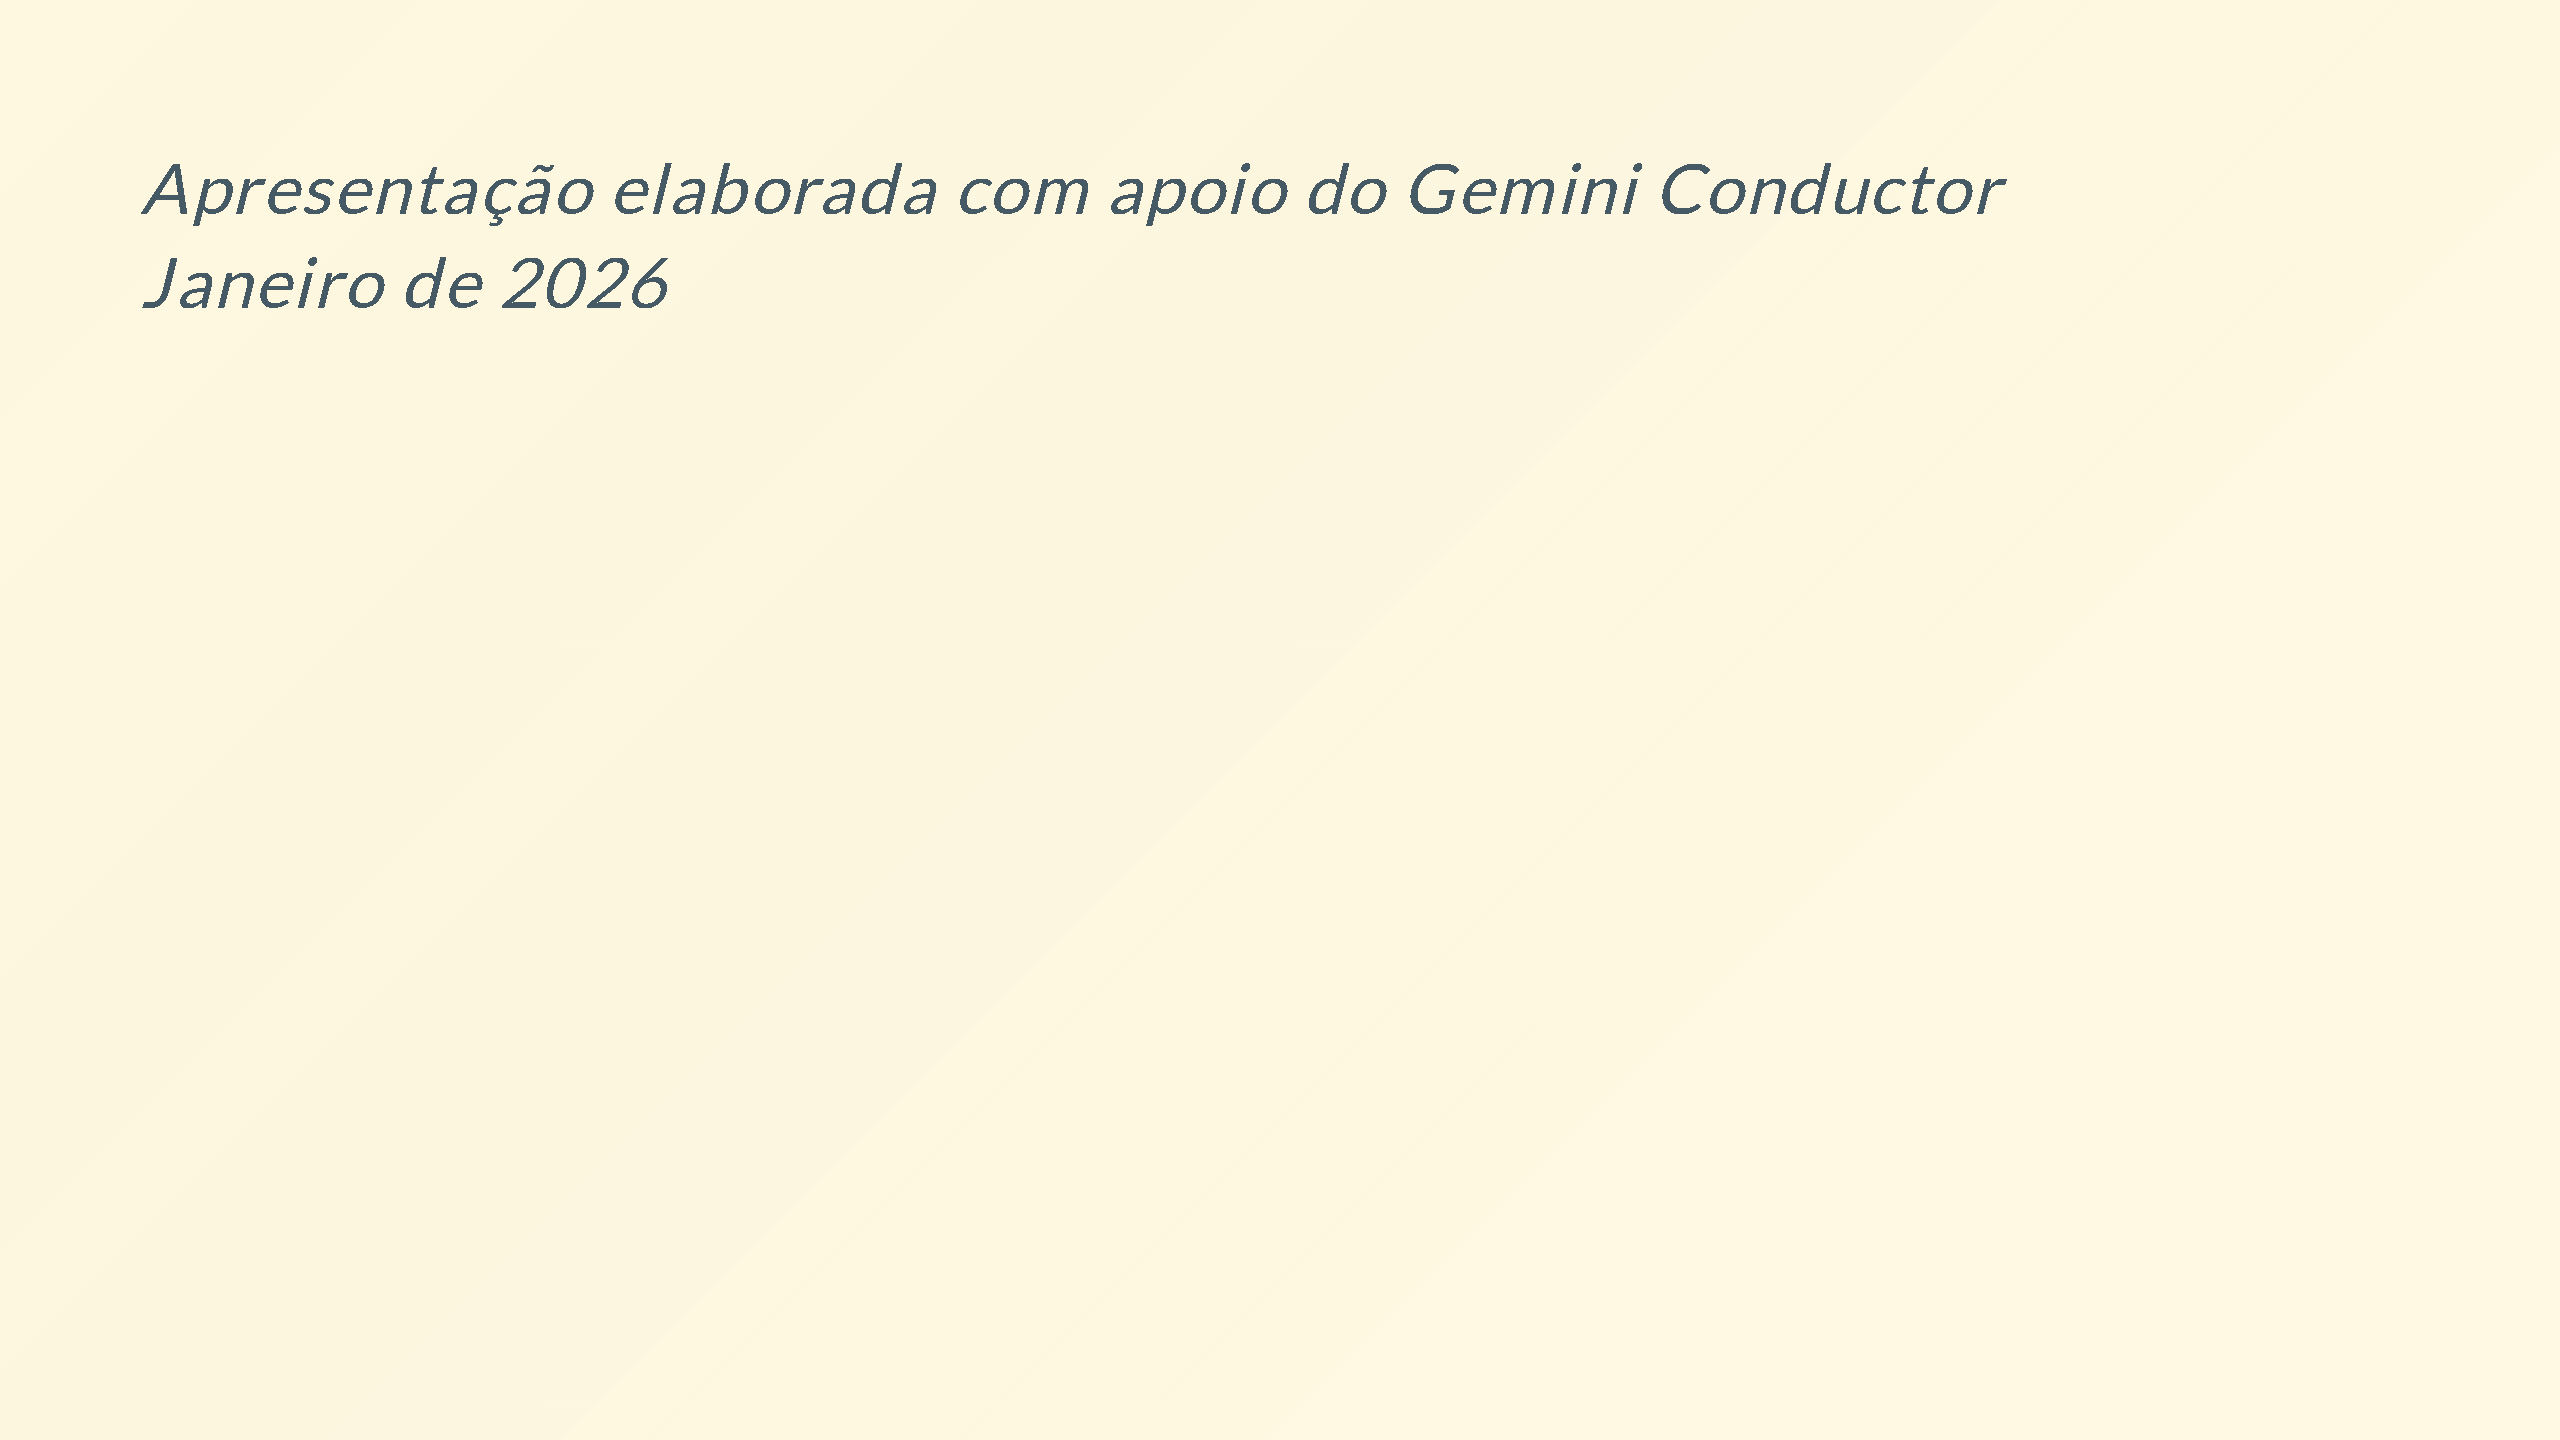 Apresentação elaborada com apoio do Gemini Conductor
Janeiro de 2026